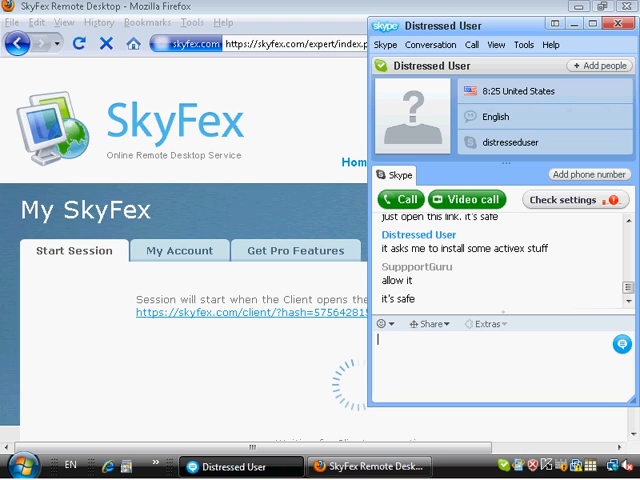 SkyFex Remote Desktop - Mozilla Firefox
File Edit View History Bookmarks Tools Help
skyfex.com https://skyfex.com/expert/index.p
SkyFex
Online Remote Desktop Service
Hom
My SkyFex
Start Session My Account Get Pro Features
Session will start when the Client opens the
https://skyfex.com/client/?hash=57564281
skype Distressed User
Skype Conversation Call View Tools Help
Distressed User
Add people
?
8:25 United States
English
distresseduser
Skype
Add phone number
Call Video call Check settings
just open this link. it's safe
Distressed User
it asks me to install some activex stuff
SuppportGuru
allow it
it's safe
Share Extras
EN » Distressed User SkyFex Remote Desk...